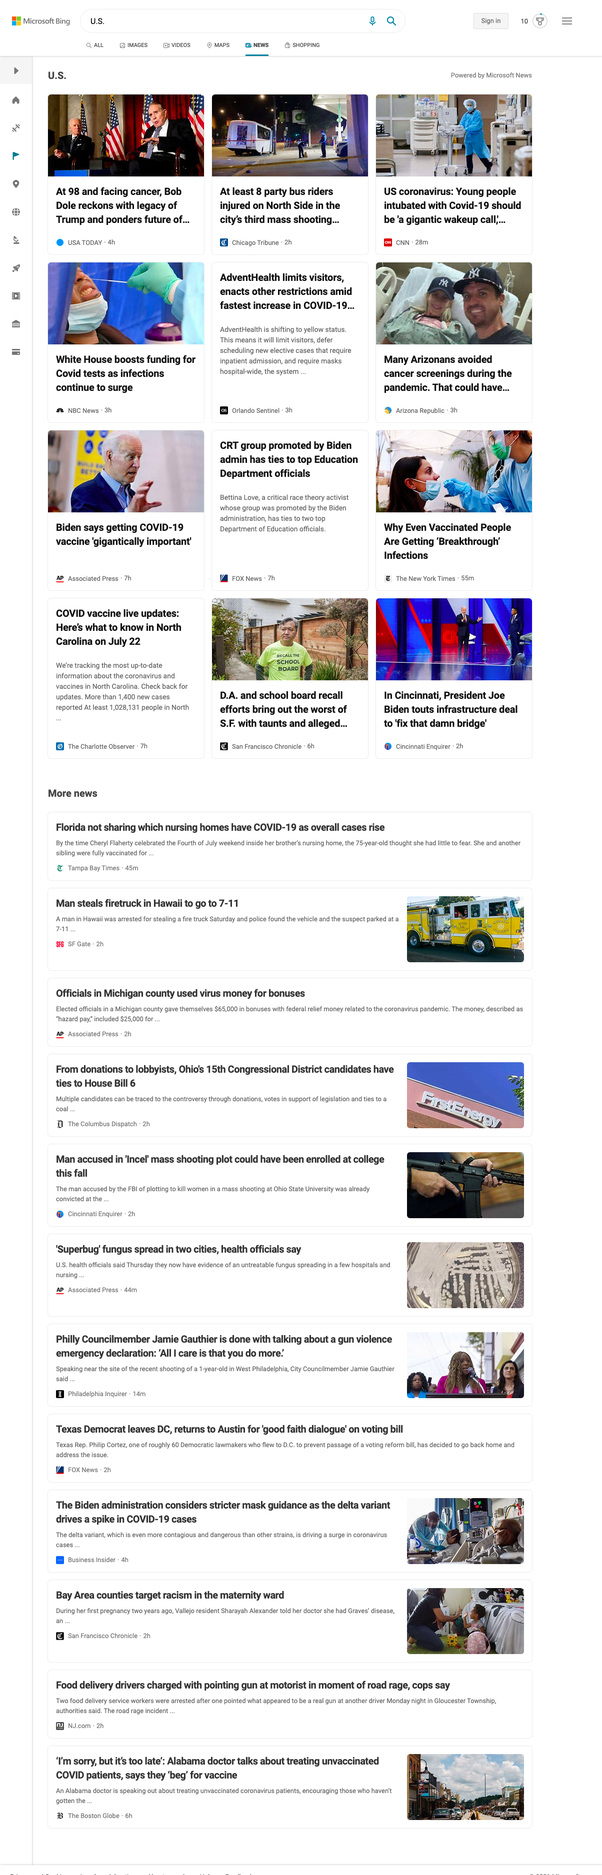 Microsoft Bing
U.S.
Sign in
10
ALL
IMAGES
VIDEOS
MAPS
NEWS
SHOPPING
U.S.
Powered by Microsoft News
At 98 and facing cancer, Bob
Dole reckons with legacy of
Trump and ponders future of...
USA TODAY · 4h
At least 8 party bus riders
injured on North Side in the
city's third mass shooting...
Chicago Tribune · 2h
US coronavirus: Young people
intubated with Covid-19 should
be 'a gigantic wakeup call,'...
CNN · 28m
White House boosts funding for
Covid tests as infections
continue to surge
NBC News · 3h
AdventHealth limits visitors,
enacts other restrictions amid
fastest increase in COVID-19...
AdventHealth is shifting to yellow status.
This means it will limit visitors, defer
scheduling new elective cases that require
inpatient admission, and require masks
hospital-wide, the system ...
Orlando Sentinel · 3h
Many Arizonans avoided
cancer screenings during the
pandemic. That could have...
Arizona Republic · 3h
Biden says getting COVID-19
vaccine 'gigantically important'
AP Associated Press · 7h
CRT group promoted by Biden
admin has ties to top Education
Department officials
Bettina Love, a critical race theory activist
whose group was promoted by the Biden
administration, has ties to two top
Department of Education officials.
FOX News · 7h
Why Even Vaccinated People
Are Getting 'Breakthrough'
Infections
The New York Times · 55m
COVID vaccine live updates:
Here's what to know in North
Carolina on July 22
We're tracking the most up-to-date
information about the coronavirus and
vaccines in North Carolina. Check back for
updates. More than 1,400 new cases
reported At least 1,028,131 people in North
...
The Charlotte Observer · 7h
RECALL THE
SCHOOL
BOARD
D.A. and school board recall
efforts bring out the worst of
S.F. with taunts and alleged...
San Francisco Chronicle · 6h
In Cincinnati, President Joe
Biden touts infrastructure deal
to 'fix that damn bridge'
Cincinnati Enquirer · 2h
More news
Florida not sharing which nursing homes have COVID-19 as overall cases rise
By the time Cheryl Flaherty celebrated the Fourth of July weekend inside her brother's nursing home, the 75-year-old thought she had little to fear. She and another
sibling were fully vaccinated for ...
Tampa Bay Times · 45m
Man steals firetruck in Hawaii to go to 7-11
A man in Hawaii was arrested for stealing a fire truck Saturday and police found the vehicle and the suspect parked at a
7-11 ...
SF Gate · 2h
Officials in Michigan county used virus money for bonuses
Elected officials in a Michigan county gave themselves $65,000 in bonuses with federal relief money related to the coronavirus pandemic. The money, described as
"hazard pay," included $25,000 for ...
AP Associated Press · 2h
From donations to lobbyists, Ohio's 15th Congressional District candidates have
ties to House Bill 6
Multiple candidates can be traced to the controversy through donations, votes in support of legislation and ties to a
coal ...
The Columbus Dispatch · 2h
FirstEnergy
Man accused in 'Incel' mass shooting plot could have been enrolled at college
this fall
The man accused by the FBI of plotting to kill women in a mass shooting at Ohio State University was already
convicted at the ...
Cincinnati Enquirer · 2h
'Superbug' fungus spread in two cities, health officials say
U.S. health officials said Thursday they now have evidence of an untreatable fungus spreading in a few hospitals and
nursing ...
AP Associated Press · 44m
Philly Councilmember Jamie Gauthier is done with talking about a gun violence
emergency declaration: 'All I care is that you do more.'
Speaking near the site of the recent shooting of a 1-year-old in West Philadelphia, City Councilmember Jamie Gauthier
said ...
Philadelphia Inquirer · 14m
Texas Democrat leaves DC, returns to Austin for 'good faith dialogue' on voting bill
Texas Rep. Philip Cortez, one of roughly 60 Democratic lawmakers who flew to D.C. to prevent passage of a voting reform bill, has decided to go back home and
address the issue.
FOX News · 2h
The Biden administration considers stricter mask guidance as the delta variant
drives a spike in COVID-19 cases
The delta variant, which is even more contagious and dangerous than other strains, is driving a surge in coronavirus
cases ...
Business Insider · 4h
Bay Area counties target racism in the maternity ward
During her first pregnancy two years ago, Vallejo resident Sharayah Alexander told her doctor she had Graves' disease,
an ...
San Francisco Chronicle · 2h
Food delivery drivers charged with pointing gun at motorist in moment of road rage, cops say
Two food delivery service workers were arrested after one pointed what appeared to be a real gun at another driver Monday night in Gloucester Township,
authorities said. The road rage incident ...
NJ.com · 2h
'I'm sorry, but it's too late': Alabama doctor talks about treating unvaccinated
COVID patients, says they 'beg' for vaccine
An Alabama doctor is speaking out about treating unvaccinated coronavirus patients, encouraging those who haven't
gotten the ...
The Boston Globe · 6h